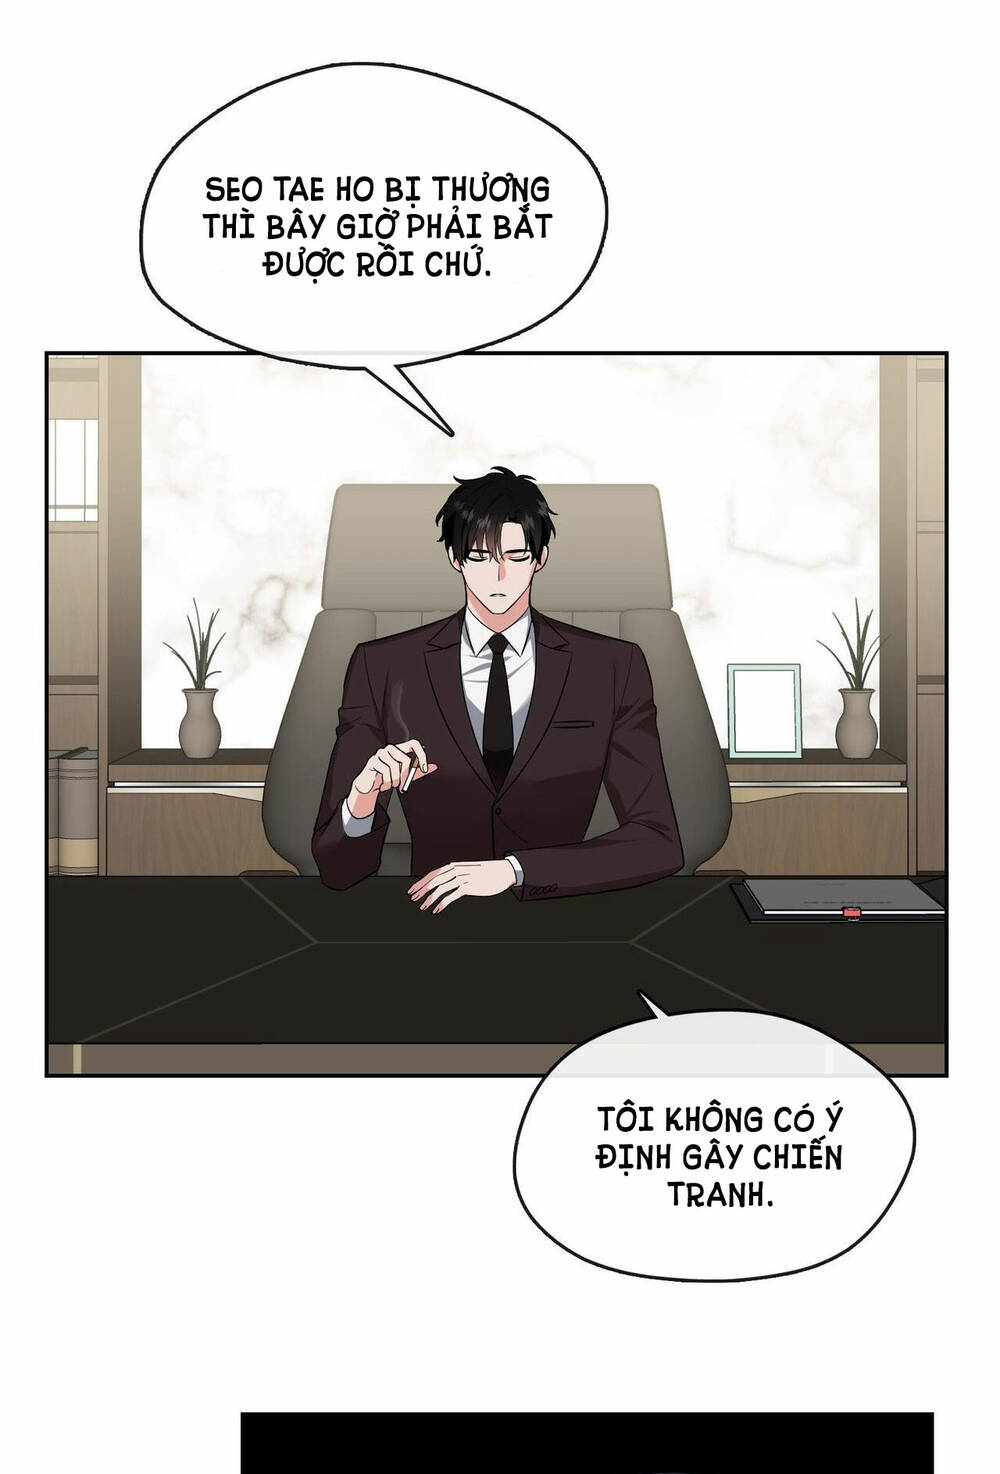 SEO TAE HO BỊ THƯƠNG
THÌ BÂY GIỜ PHẢI BẮT
ĐƯỢC RỒI CHỨ.
TÔI KHÔNG CÓ Ý
ĐỊNH GÂY CHIẾN
TRANH.